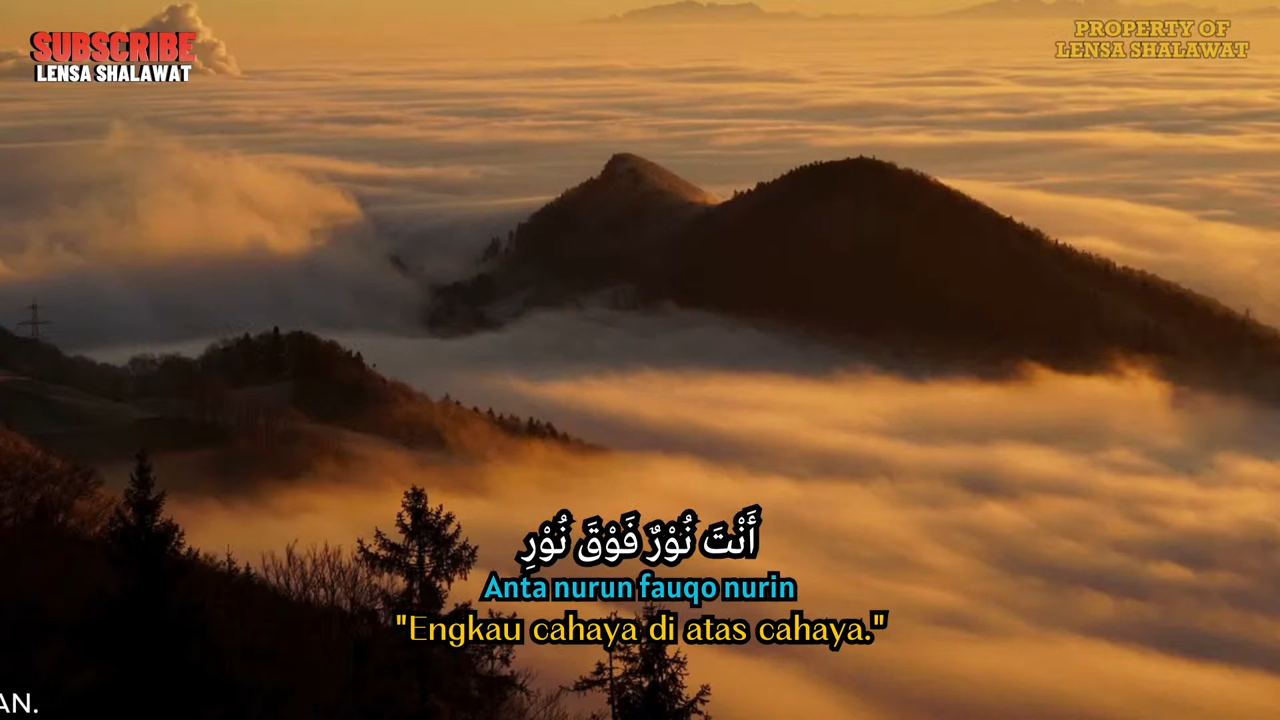 SUBSCRIBE
LENSA SHALAWAT
PROPERTY OF
LENSA SHALAWAT
أَنْتَ نُوْرٌ فَوْقَ نُوْرِ
Anta nurun fauqo nurin
"Engkau cahaya di atas cahaya."
AN.